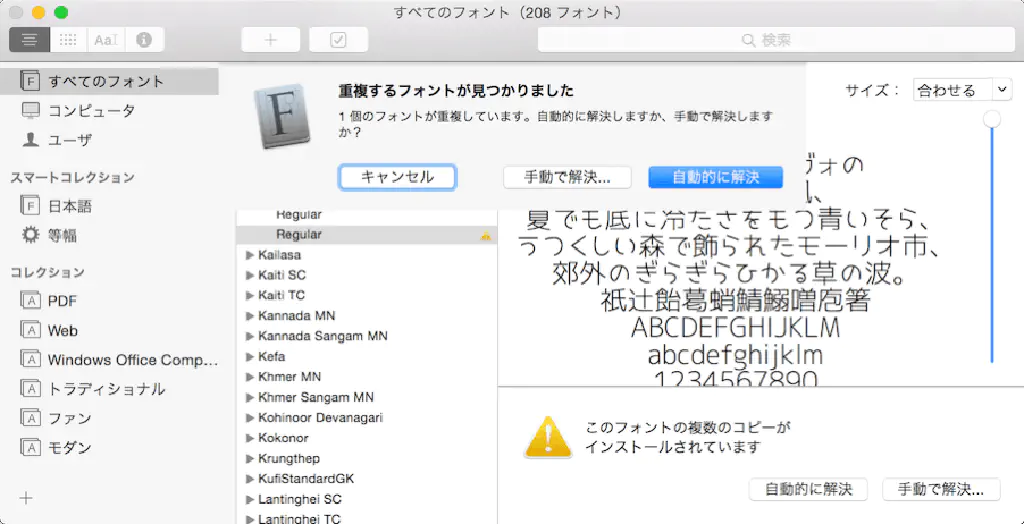 すべてのフォント（208 フォント）
AaI
検索
すべてのフォント
コンピュータ
ユーザ
スマートコレクション
日本語
等幅
コレクション
PDF
Web
Windows Office Comp...
トラディショナル
ファン
モダン
重複するフォントが見つかりました
1 個のフォントが重複しています。自動的に解決しますか、手動で解決します
か？
キャンセル
手動で解決...
自動的に解決
Regular
Regular
Kailasa
Kaiti SC
Kaiti TC
Kannada MN
Kannada Sangam MN
Kefa
Khmer MN
Khmer Sangam MN
Kohinoor Devanagari
Kokonor
Krungthep
KufiStandardGK
Lantinghei SC
Lantinghei TC
サイズ：
合わせる
ヴォの
夏でも底に冷たさをもつ青いそら、
うつくしい森で飾られたモーリオ市、
郊外のぎらぎらひかる草の波。
祇辻飴葛蛸鯖鰯噌庖箸
ABCDEFGHIJKLM
abcdefghijklm
1234567890
このフォントの複数のコピーが
インストールされています
自動的に解決
手動で解決...